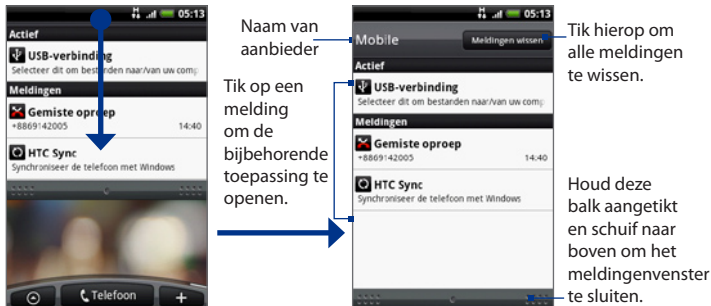 05:13
Actief
USB-verbinding
Selecteer dit om bestanden naar/van uw comp
Meldingen
Gemiste oproep
+8869142005 14:40
HTC Sync
Synchroniseer de telefoon met Windows
Telefoon
Naam van
aanbieder
Tik op een
melding
om de
bijbehorende
toepassing te
openen.
05:13
Mobile Meldingen wissen
Actief
USB-verbinding
Selecteer dit om bestanden naar/van uw comp
Meldingen
Gemiste oproep
+8869142005 14:40
HTC Sync
Synchroniseer de telefoon met Windows
Tik hierop om
alle meldingen
te wissen.
Houd deze
balk aangetikt
en schuif naar
boven om het
meldingenvenster
te sluiten.